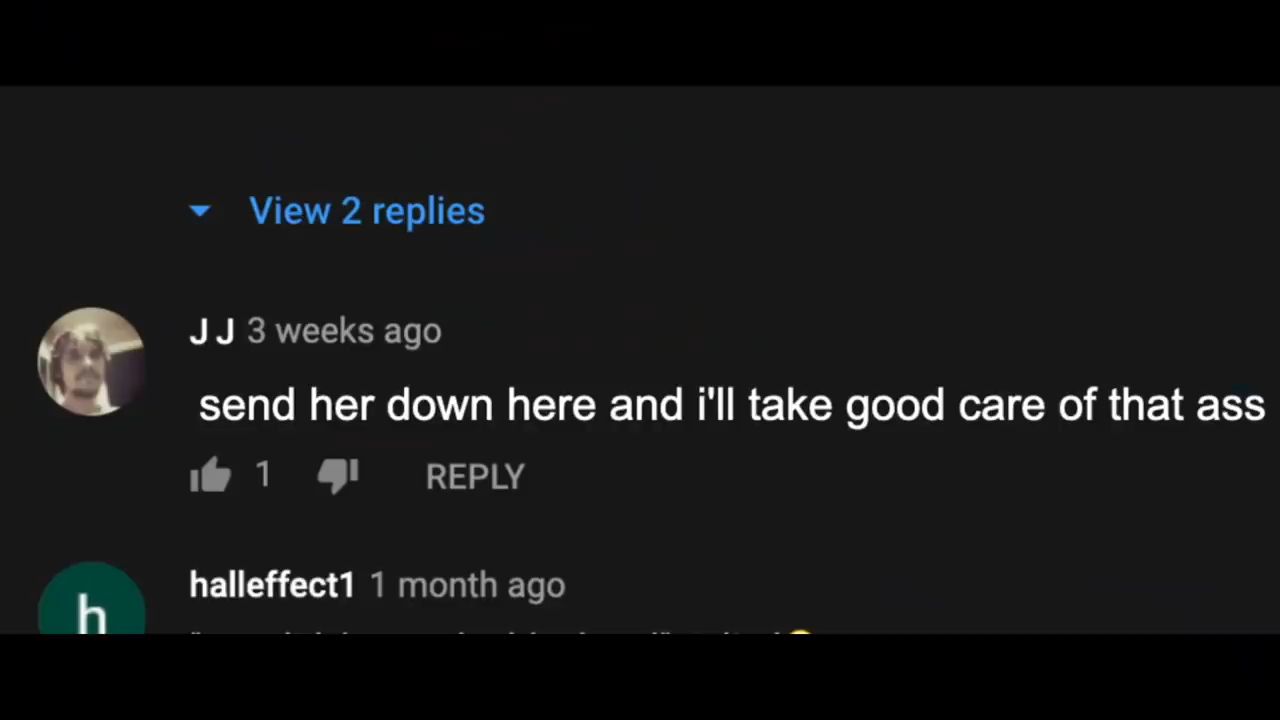 View 2 replies
J J 3 weeks ago
send her down here and i'll take good care of that ass
1
REPLY
h
halleffect1 1 month ago